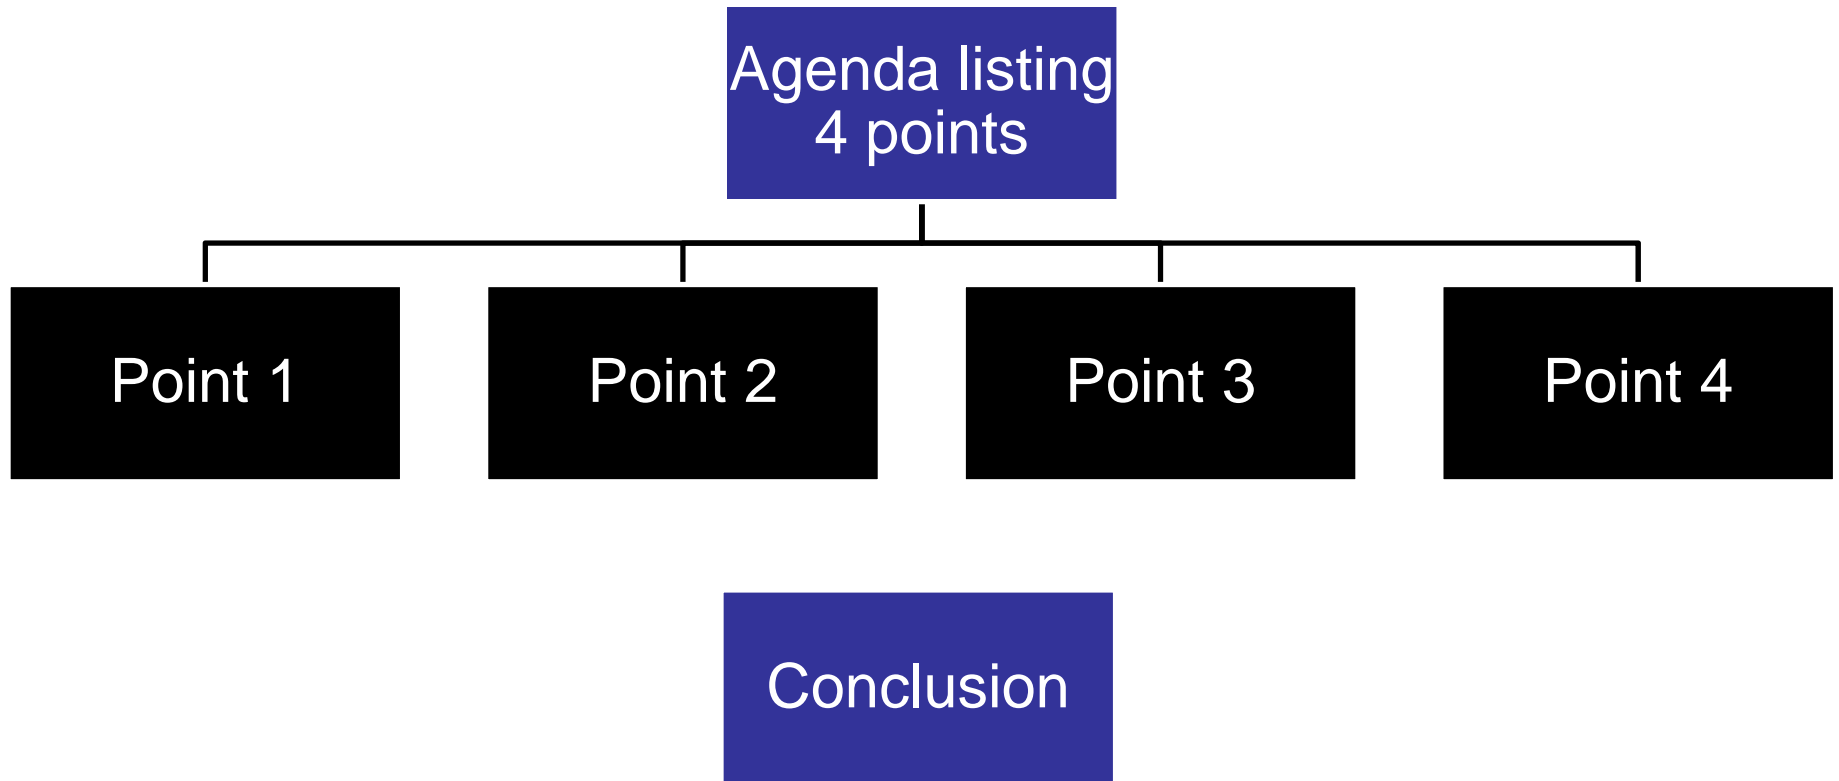 Agenda listing
4 points
Point 1
Point 2
Point 3
Point 4
Conclusion